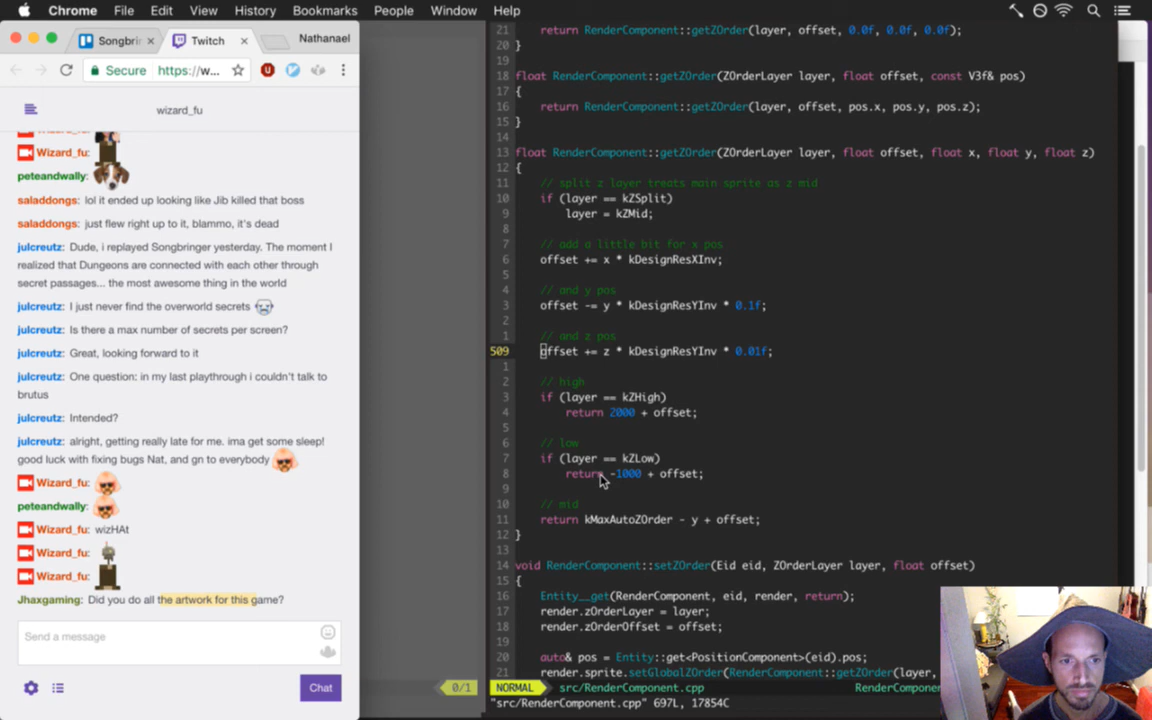 Chrome File Edit View History Bookmarks People Window Help
Songbrin Twitch Nathanael
Secure https://w...
wizard_fu
Wizard_fu:
Wizard_fu:
peteandwally:
saladdongs: lol it ended up looking like Jib killed that boss
saladdongs: just flew right up to it, blammo, it's dead
julcreutz: Dude, i replayed Songbringer yesterday. The moment I
realized that Dungeons are connected with each other through
secret passages... the most awesome thing in the world
julcreutz: I just never find the overworld secrets
julcreutz: Is there a max number of secrets per screen?
julcreutz: Great, looking forward to it
julcreutz: One question: in my last playthrough i couldn't talk to
brutus
julcreutz: Intended?
julcreutz: alright, getting really late for me. ima get some sleep!
good luck with fixing bugs Nat, and gn to everybody
Wizard_fu:
peteandwally:
Wizard_fu: wizHAt
Wizard_fu:
Wizard_fu:
Jhaxgaming: Did you do all the artwork for this game?
Send a message
Chat
21 return RenderComponent::getZOrder(layer, offset, 0.0f, 0.0f, 0.0f);
20 }
19
18 float RenderComponent::getZOrder(ZOrderLayer layer, float offset, const V3f& pos)
17 {
16 return RenderComponent::getZOrder(layer, offset, pos.x, pos.y, pos.z);
15 }
14
13 float RenderComponent::getZOrder(ZOrderLayer layer, float offset, float x, float y, float z)
12 {
11 // split z layer treats main sprite as z mid
10 if (layer == kZSplit)
9 layer = kZMid;
8
7 // add a little bit for x pos
6 offset += x * kDesignResXInv;
5
4 // and y pos
3 offset -= y * kDesignResYInv * 0.1f;
2
1 // and z pos
509 offset += z * kDesignResYInv * 0.01f;
1
2 // high
3 if (layer == kZHigh)
4 return 2000 + offset;
5
6 // low
7 if (layer == kZLow)
8 return -1000 + offset;
9
10 // mid
11 return kMaxAutoZOrder - y + offset;
12 }
13
14 void RenderComponent::setZOrder(Eid eid, ZOrderLayer layer, float offset)
15 {
16 Entity__get(RenderComponent, eid, render, return);
17 render.zOrderLayer = layer;
18 render.zOrderOffset = offset;
19
20 auto& pos = Entity::get<PositionComponent>(eid).pos;
21 render.sprite.setGlobalZOrder(RenderComponent::getZOrder(layer,
0/1 NORMAL src/RenderComponent.cpp RenderComponen
"src/RenderComponent.cpp" 697L, 17854C